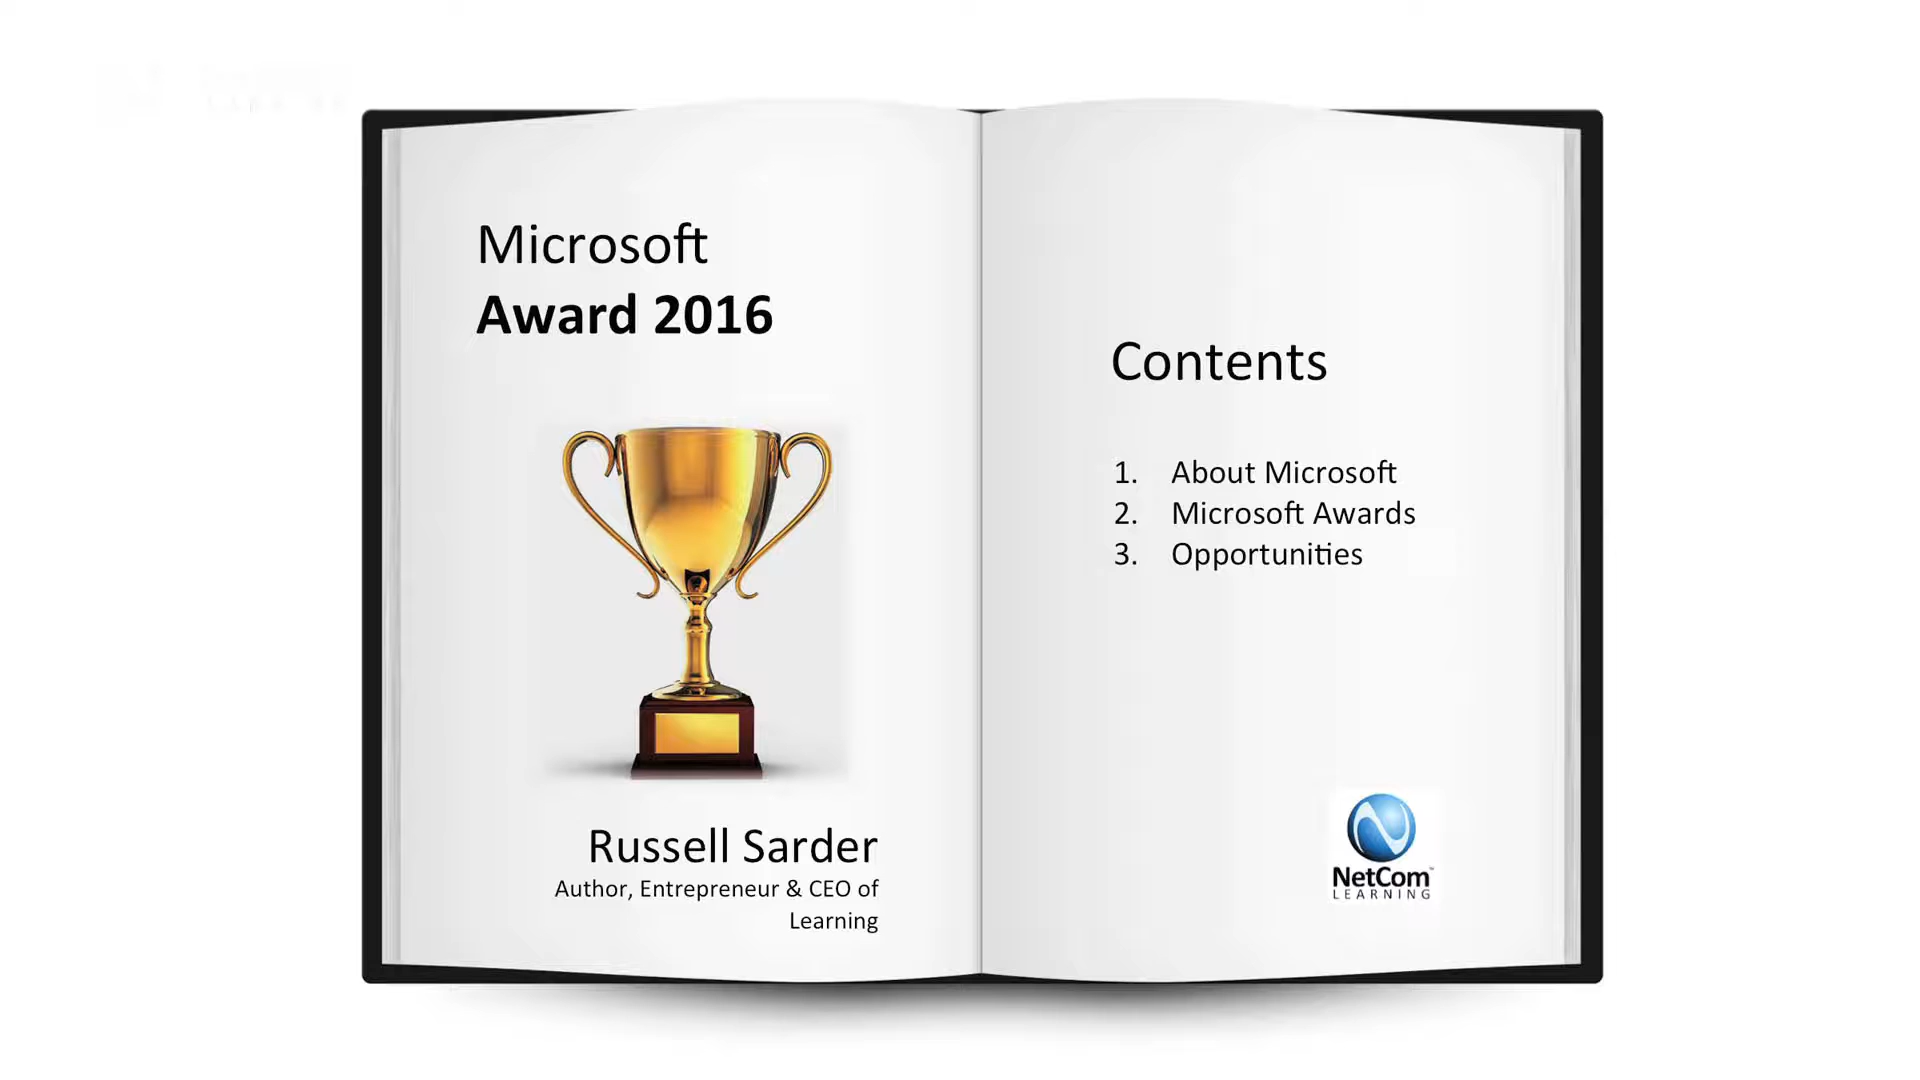 Microsoft
Award 2016
Russell Sarder
Author, Entrepreneur & CEO of
Learning
Contents
1. About Microsoft
2. Microsoft Awards
3. Opportunities
NetCom™
LEARNING